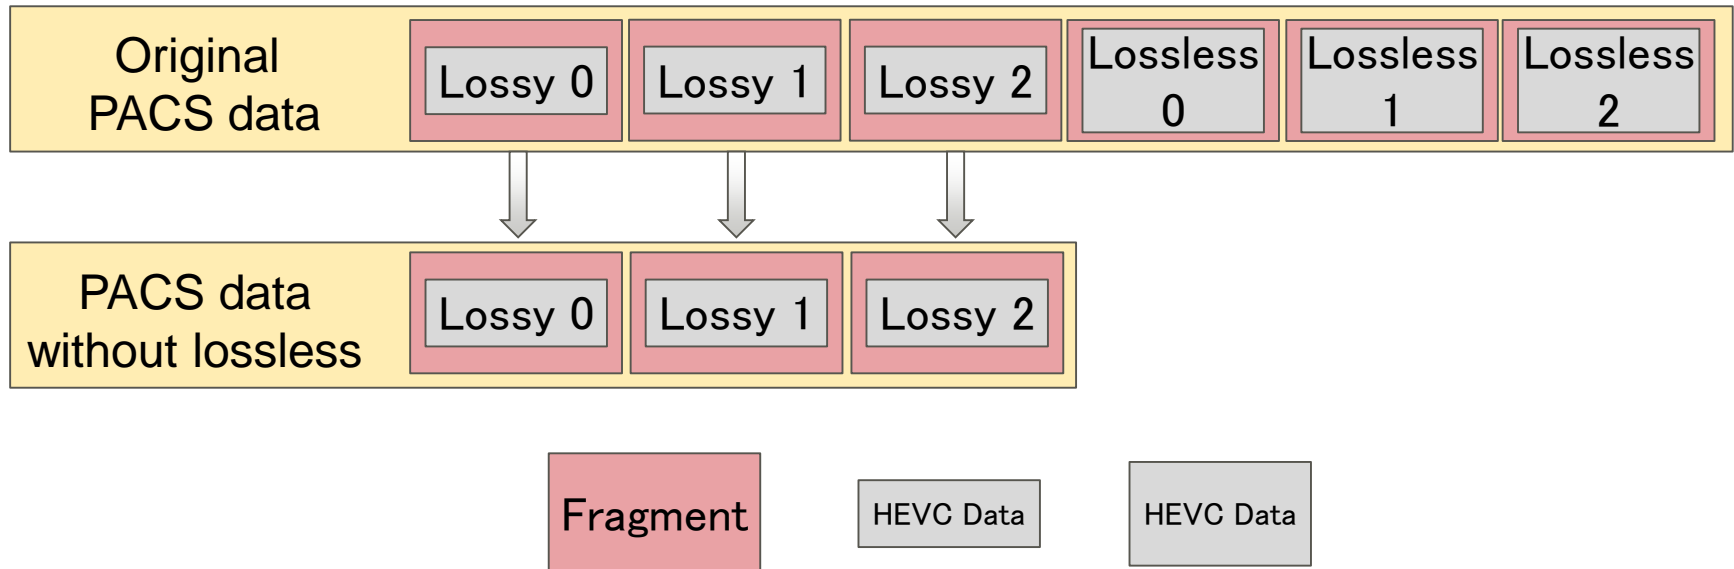 Original
PACS data
Lossy 0
Lossy 1
Lossy 2
Lossless
0
Lossless
1
Lossless
2
PACS data
without lossless
Lossy 0
Lossy 1
Lossy 2
Fragment
HEVC Data
HEVC Data